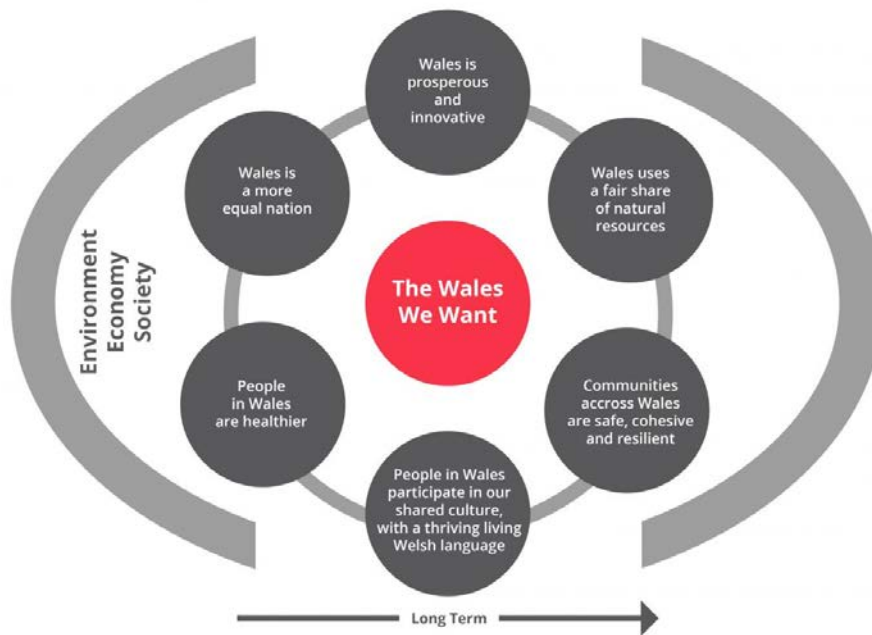 Wales is
prosperous
and
innovative
Wales is
a more
equal nation
Wales uses
a fair share
of natural
resources
Environment
Economy
Society
The Wales
We Want
People
in Wales
are healthier
Communities
accross Wales
are safe, cohesive
and resilient
People in Wales
participate in our
shared culture,
with a thriving living
Welsh language
Long Term